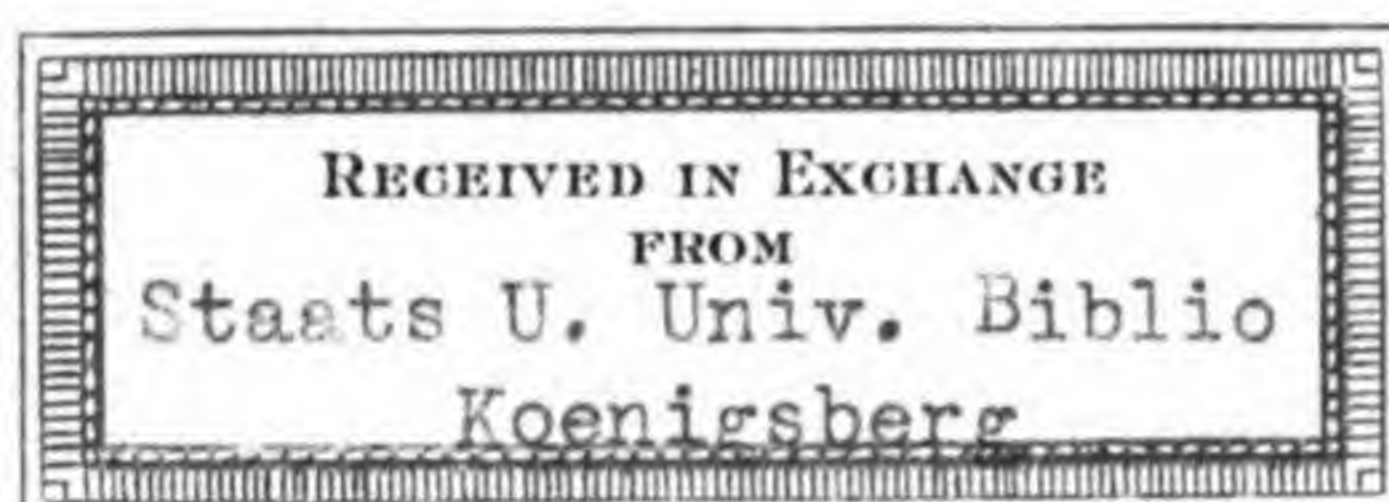 RECEIVED IN EXCHANGE
FROM
Staats U. Univ. Biblio
Koenigsberg